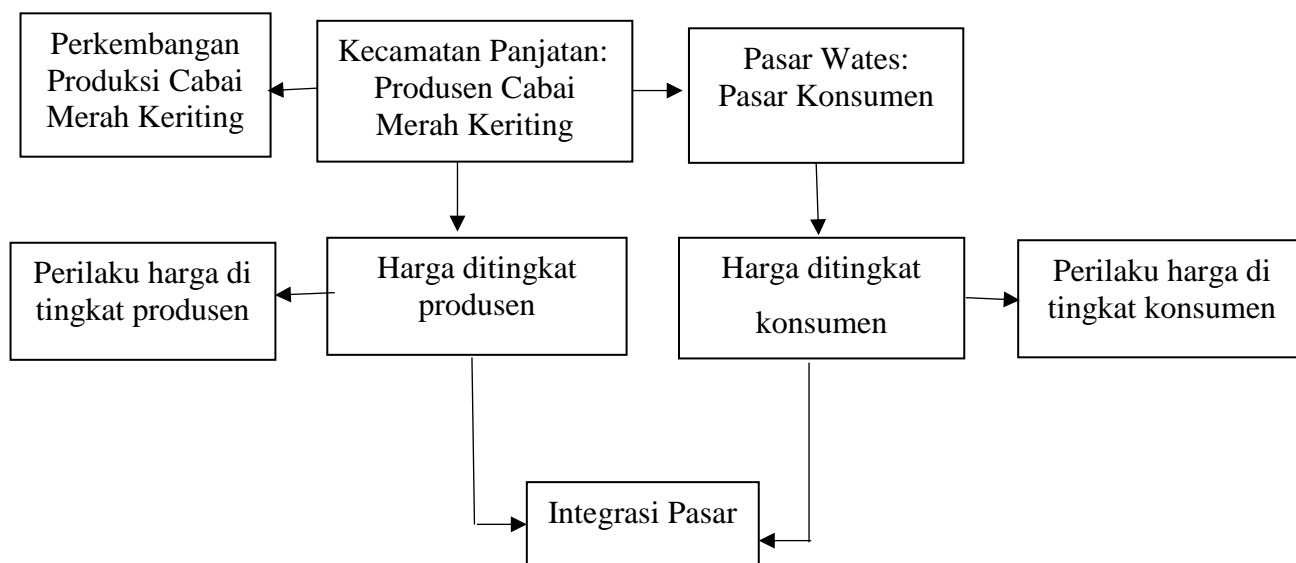 Perkembangan
Produksi Cabai
Merah Keriting
Kecamatan Panjatan:
Produsen Cabai
Merah Keriting
Pasar Wates:
Pasar Konsumen
Perilaku harga di
tingkat produsen
Harga ditingkat
produsen
Harga ditingkat
konsumen
Perilaku harga di
tingkat konsumen
Integrasi Pasar